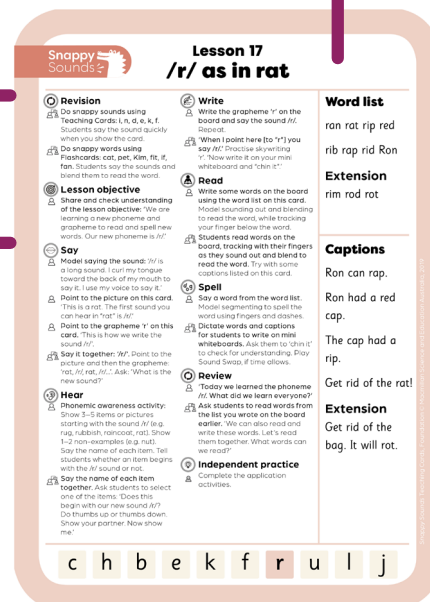 Snappy
Sounds
Lesson 17
/r/ as in rat
Revision
Do snappy sounds using
Teaching Cards: i, n, d, e, k, f.
Students say the sound quickly
when you show the card.
Do snappy words using
Flashcards: cat, pet, Kim, fit, if,
fan. Students say the sounds and
blend them to read the word.
Lesson objective
Share and check understanding
of the lesson objective: 'We are
learning a new phoneme and
grapheme to read and spell new
words. Our new phoneme is /r/.'
Say
Model saying the sound: '/r/ is
a long sound. I curl my tongue
toward the back of my mouth to
say it. I use my voice to say it.'
Point to the picture on this card.
'This is a rat. The first sound you
can hear in "rat" is /r/.'
Point to the grapheme 'r' on this
card. 'This is how we write the
sound /r/'.
Say it together: '/r/'. Point to the
picture and then the grapheme:
'rat, /r/, rat, /r/...'. Ask: 'What is the
new sound?'
Hear
Phonemic awareness activity:
Show 3–5 items or pictures
starting with the sound /r/ (e.g.
rug, rubbish, raincoat, rat). Show
1–2 non-examples (e.g. nut).
Say the name of each item. Tell
students whether an item begins
with the /r/ sound or not.
Say the name of each item
together. Ask students to select
one of the items: 'Does this
begin with our new sound /r/?
Do thumbs up or thumbs down.
Show your partner. Now show
me.'
Write
Write the grapheme 'r' on the
board and say the sound /r/.
Repeat.
'When I point here [to "r"] you
say /r/.' Practise skywriting
'r'. 'Now write it on your mini
whiteboards and "chin it".'
Read
Write some words on the board
using the word list on this card.
Model sounding out and blending
to read the word, while tracking
your finger below the word.
Students read words on the
board, tracking with their fingers
as they sound out and blend to
read the word. Try with some
captions listed on this card.
Spell
Say a word from the word list.
Model segmenting to spell the
word using fingers and dashes.
Dictate words and captions
for students to write on mini
whiteboards. Ask them to 'chin it'
to check for understanding. Play
Sound Swap, if time allows.
Review
'Today we learned the phoneme
/r/. What did we learn everyone?'
Ask students to read words from
the list you wrote on the board
earlier. 'We can also read and
write these words. Let's read
them together. What words can
we read?'
Independent practice
Complete the application
activities.
Word list
ran rat rip red
rib rap rid Ron
Extension
rim rod rot
Captions
Ron can rap.
Ron had a red
cap.
The cap had a
rip.
Get rid of the rat!
Extension
Get rid of the
bag. It will rot.
c h b e k f r u l j